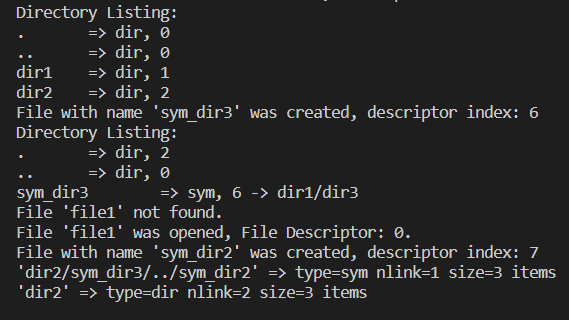 Directory Listing:
.       => dir, 0
..      => dir, 0
dir1    => dir, 1
dir2    => dir, 2
File with name 'sym_dir3' was created, descriptor index: 6
Directory Listing:
.       => dir, 2
..      => dir, 0
sym_dir3        => sym, 6 -> dir1/dir3
File 'file1' not found.
File 'file1' was opened, File Descriptor: 0.
File with name 'sym_dir2' was created, descriptor index: 7
'dir2/sym_dir3/../sym_dir2' => type=sym nlink=1 size=3 items
'dir2' => type=dir nlink=2 size=3 items